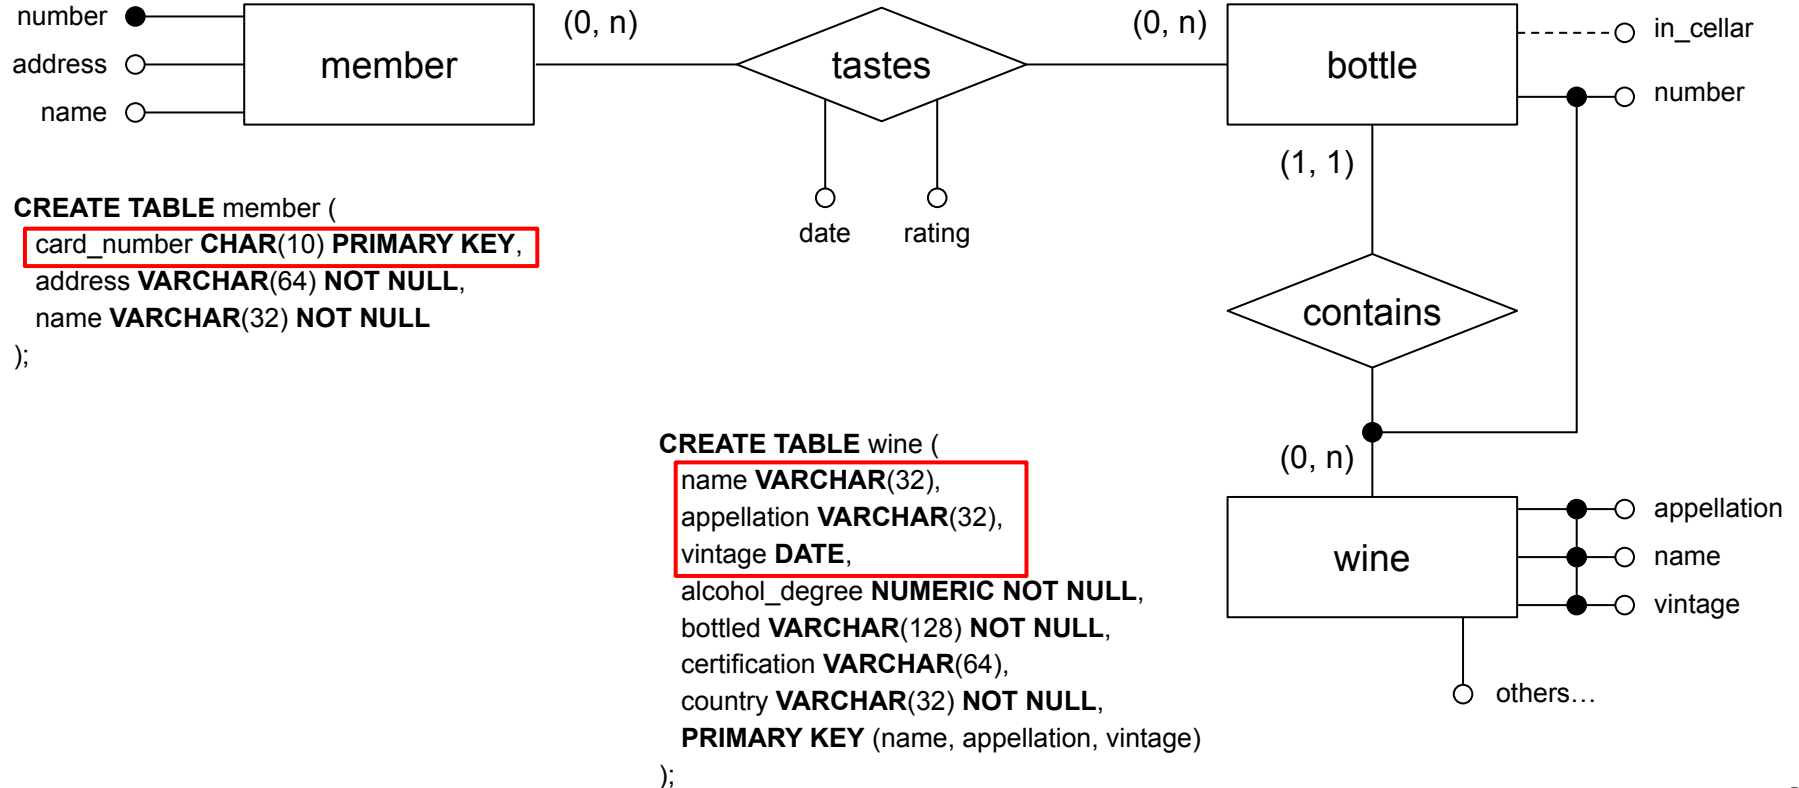 number
address
name
member
(0, n)
tastes
date
rating
(0, n)
bottle
in_cellar
number
(1, 1)
contains
(0, n)
wine
appellation
name
vintage
others…
CREATE TABLE member (
card_number CHAR(10) PRIMARY KEY,
address VARCHAR(64) NOT NULL,
name VARCHAR(32) NOT NULL
);
CREATE TABLE wine (
name VARCHAR(32),
appellation VARCHAR(32),
vintage DATE,
alcohol_degree NUMERIC NOT NULL,
bottled VARCHAR(128) NOT NULL,
certification VARCHAR(64),
country VARCHAR(32) NOT NULL,
PRIMARY KEY (name, appellation, vintage)
);